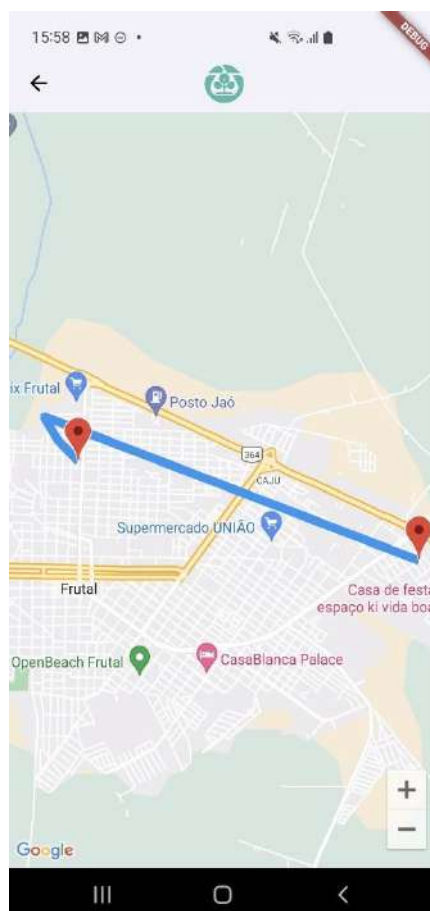 15:58
DEBUG
ix Frutal
Posto Jaó
364
CAJU
Supermercado UNIÃO
Frutal
Casa de festa
espaço ki vida boa
OpenBeach Frutal
CasaBlanca Palace
+
−
Google